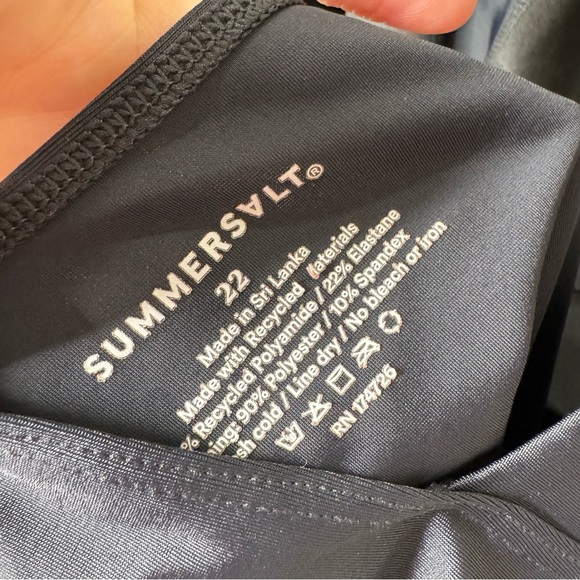 SUMMERSALT®
22
Made in Sri Lanka
Made with Recycled Materials
% Recycled Polyamide / 22% Elastane
ning: 90% Polyester / 10% Spandex
sh cold / Line dry / No bleach or iron
RN 174726